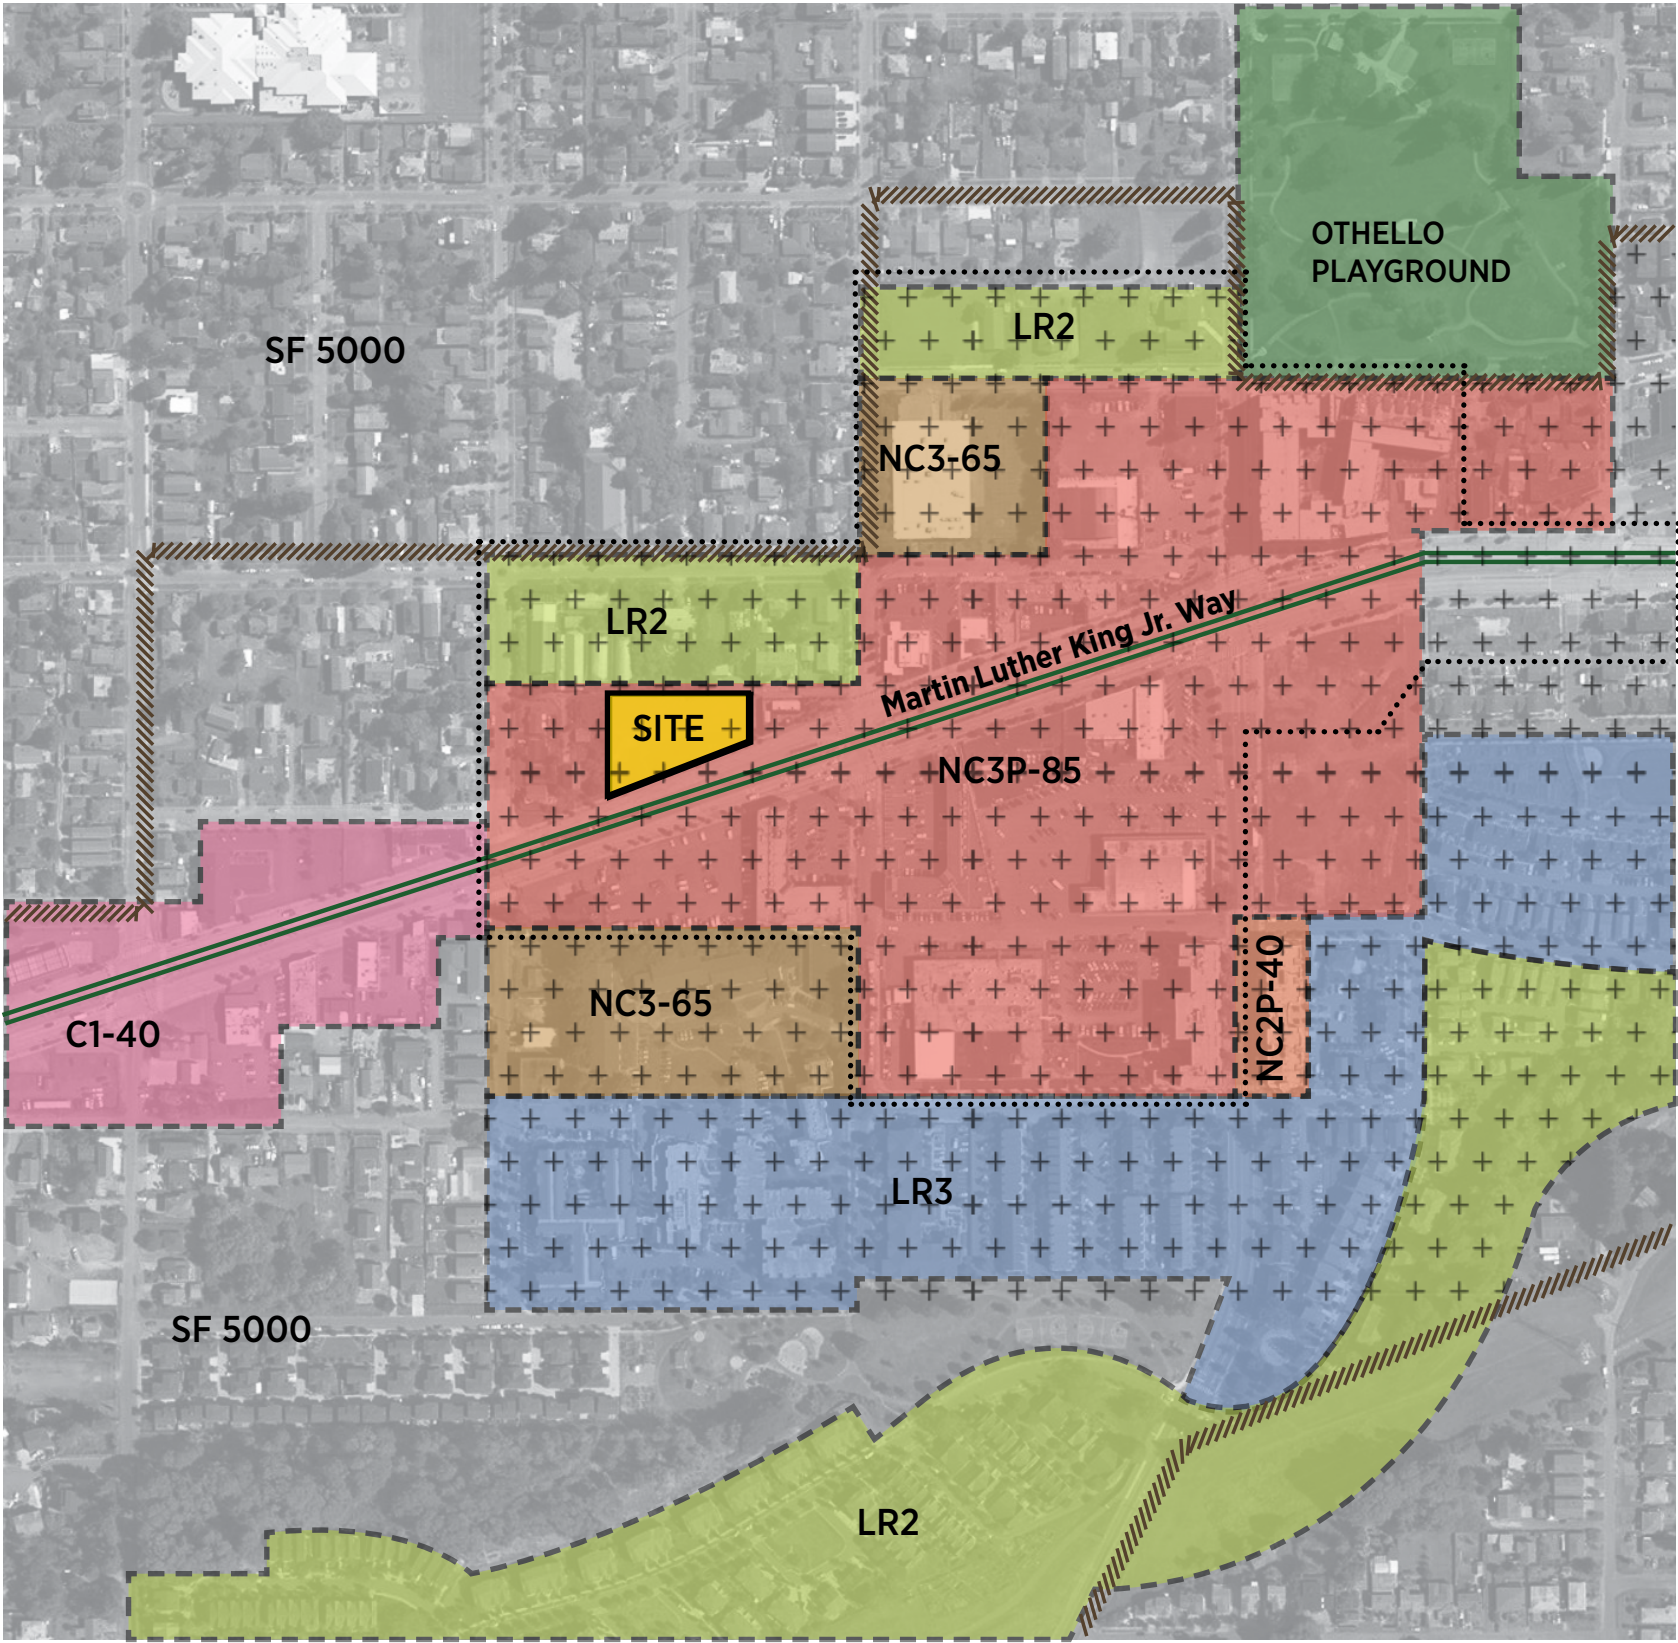 OTHELLO
PLAYGROUND
LR2
SF 5000
NC3-65
LR2
Martin Luther King Jr. Way
SITE
NC3P-85
NC3-65
NC2P-40
C1-40
LR3
SF 5000
LR2